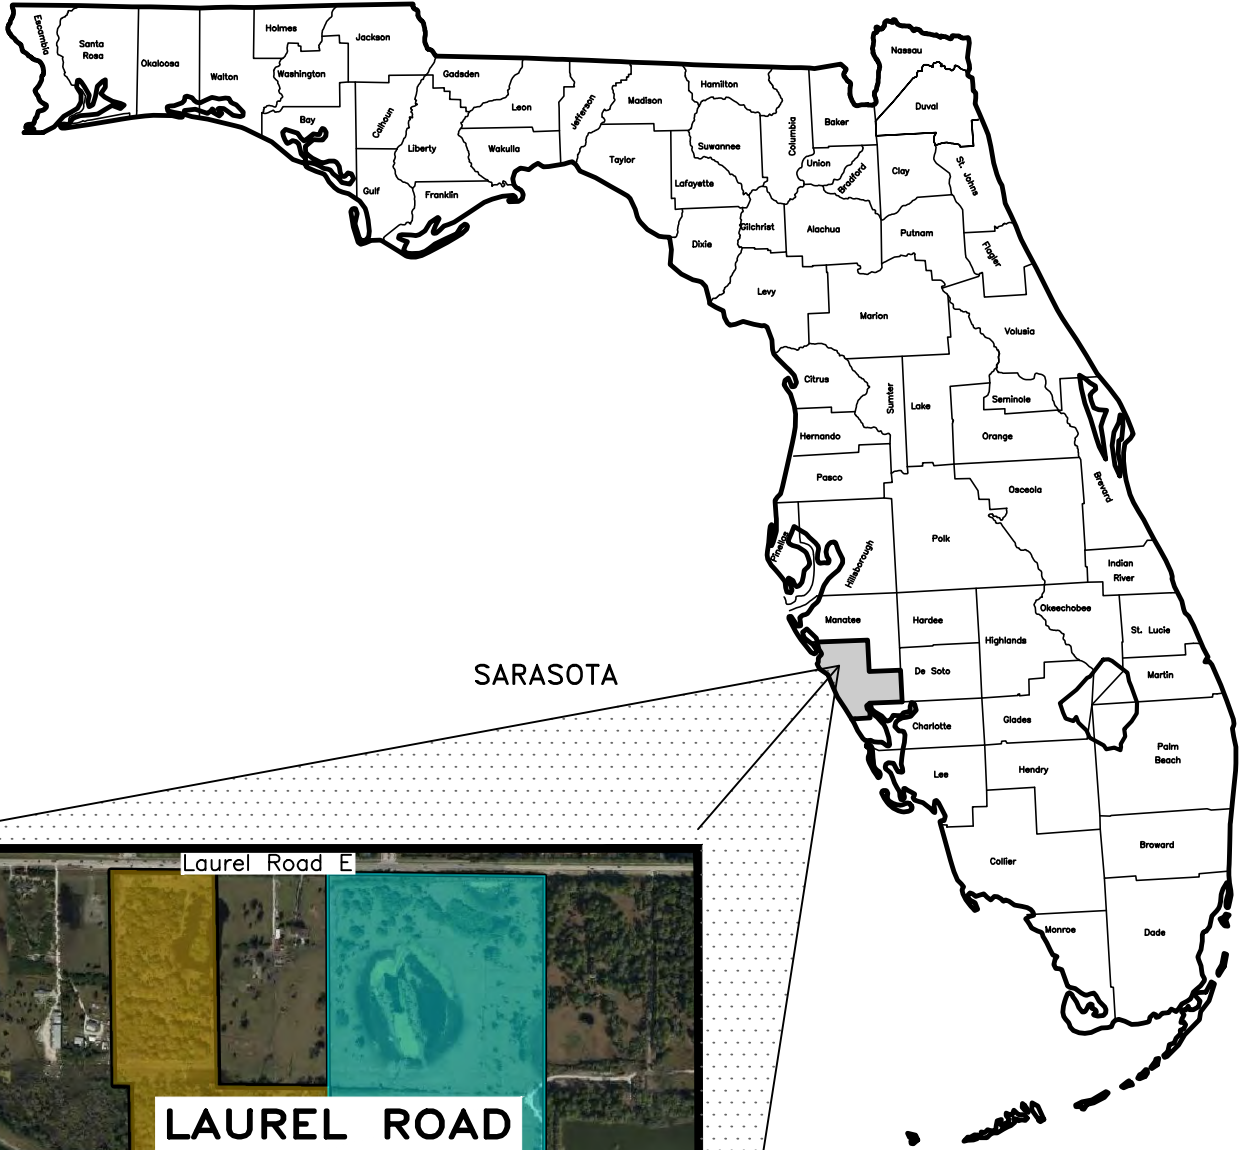 Escambia
Santa
Rosa
Okaloosa
Walton
Holmes
Washington
Jackson
Bay
Calhoun
Gulf
Gadsden
Liberty
Franklin
Leon
Wakulla
Jefferson
Madison
Taylor
Hamilton
Suwannee
Lafayette
Dixie
Columbia
Gilchrist
Levy
Baker
Union
Bradford
Alachua
Nassau
Duval
Clay
St. Johns
Putnam
Flagler
Marion
Volusia
Citrus
Sumter
Lake
Seminole
Hernando
Orange
Pasco
Osceola
Brevard
Pinellas
Hillsborough
Polk
Indian
River
Manatee
Hardee
Highlands
Okeechobee
St. Lucie
SARASOTA
De Soto
Martin
Charlotte
Glades
Palm
Beach
Lee
Hendry
Collier
Broward
Monroe
Dade
Laurel Road E
LAUREL ROAD